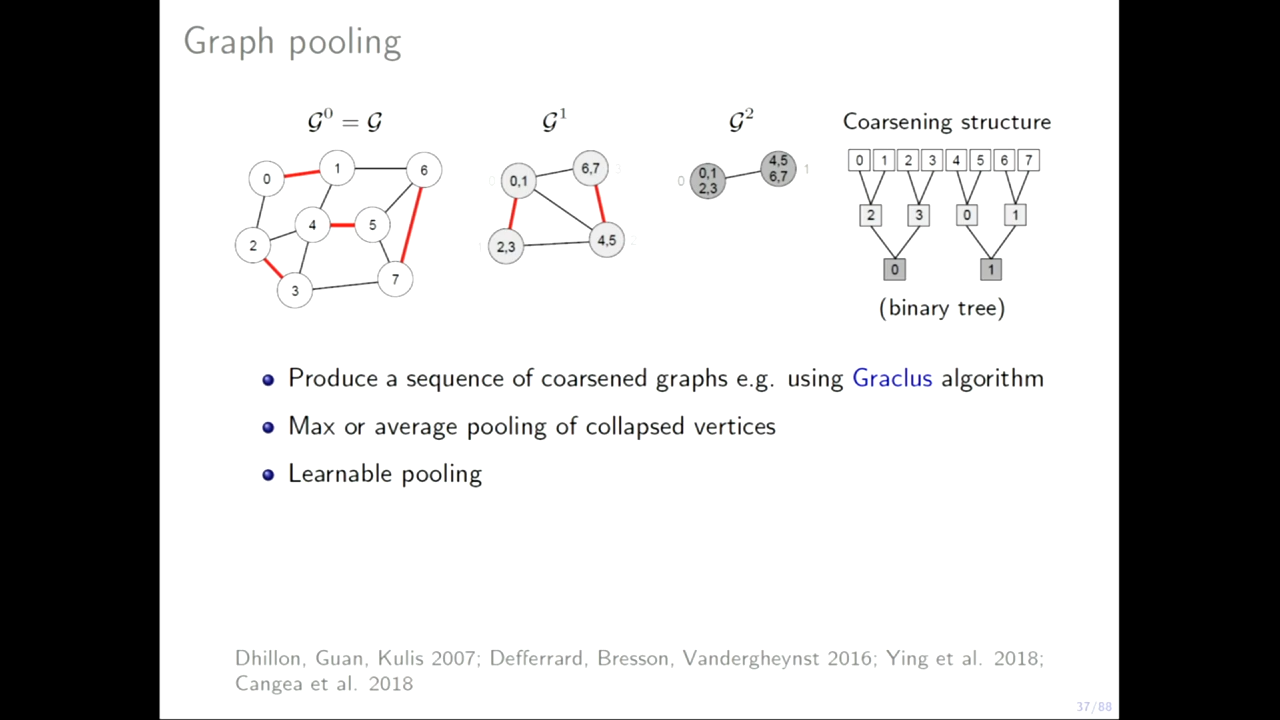 Graph pooling
𝒢⁰ = 𝒢
𝒢¹
𝒢²
Coarsening structure
0
1
6
4
5
2
3
7
0,1
6,7
2,3
4,5
0
0,1
2,3
4,5
6,7
1
0 1 2 3 4 5 6 7
2 3 0 1
0 1
(binary tree)
Produce a sequence of coarsened graphs e.g. using Graclus algorithm
Max or average pooling of collapsed vertices
Learnable pooling
Dhillon, Guan, Kulis 2007; Defferrard, Bresson, Vandergheynst 2016; Ying et al. 2018;
Cangea et al. 2018
37/88